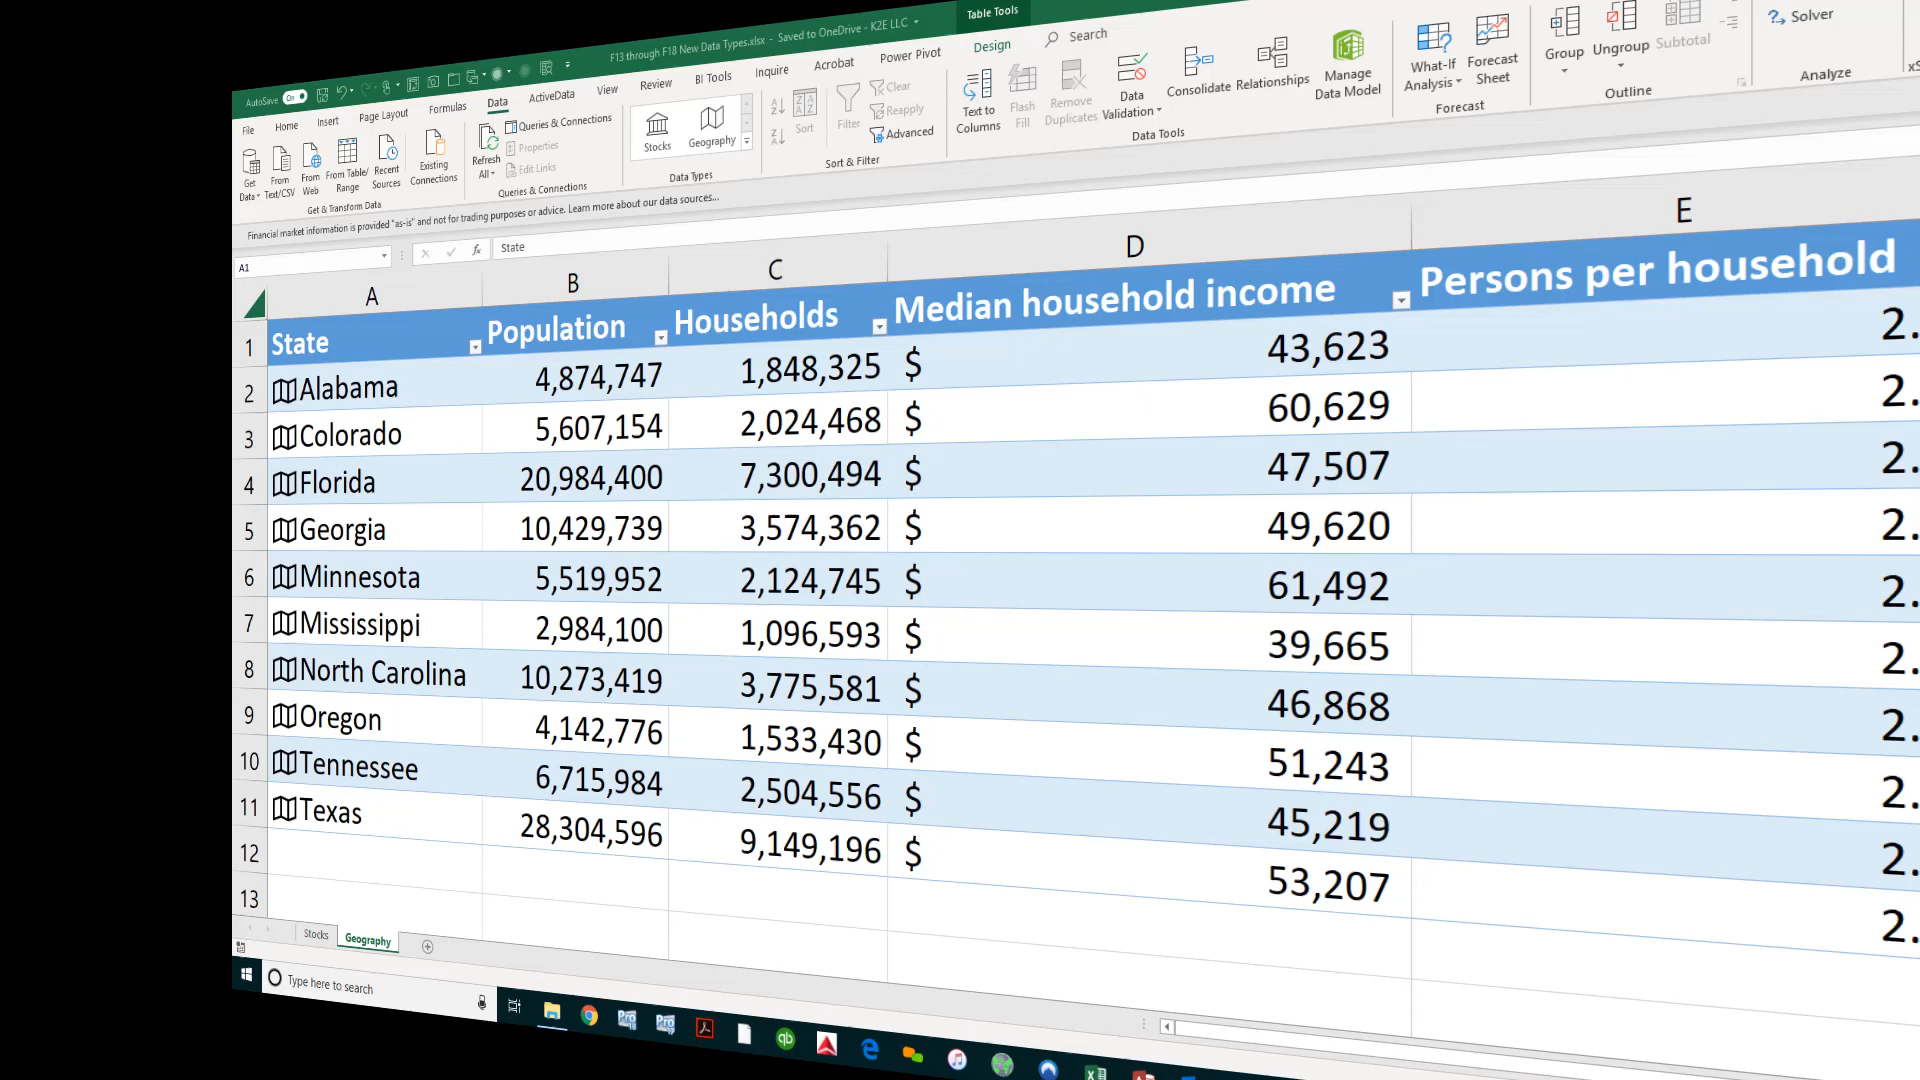 F13 through F18 New Data Types.xlsx - Saved to OneDrive - K2E LLC
Table Tools
AutoSave On
File Home Insert Page Layout Formulas Data ActiveData View Review BI Tools Inquire Acrobat Power Pivot Design Search
Get Data
From Text/CSV
From Web
From Table/ Range
Recent Sources
Existing Connections
Get & Transform Data
Refresh All
Queries & Connections
Properties
Edit Links
Queries & Connections
Stocks
Geography
Data Types
Sort
Filter
Clear
Reapply
Advanced
Sort & Filter
Text to Columns
Flash Fill
Remove Duplicates
Data Validation
Consolidate
Relationships
Manage Data Model
Data Tools
What-If Analysis
Forecast Sheet
Forecast
Group
Ungroup
Subtotal
Outline
Solver
Analyze
Financial market information is provided "as-is" and not for trading purposes or advice. Learn more about our data sources...
A1
fx State
A B C D E
1 State Population Households Median household income Persons per household
2 Alabama 4,874,747 1,848,325 $ 43,623 2.
3 Colorado 5,607,154 2,024,468 $ 60,629 2.
4 Florida 20,984,400 7,300,494 $ 47,507 2.
5 Georgia 10,429,739 3,574,362 $ 49,620 2.
6 Minnesota 5,519,952 2,124,745 $ 61,492 2.
7 Mississippi 2,984,100 1,096,593 $ 39,665 2.
8 North Carolina 10,273,419 3,775,581 $ 46,868 2.
9 Oregon 4,142,776 1,533,430 $ 51,243 2.
10 Tennessee 6,715,984 2,504,556 $ 45,219 2.
11 Texas 28,304,596 9,149,196 $ 53,207 2.
12
13
Stocks Geography
Type here to search